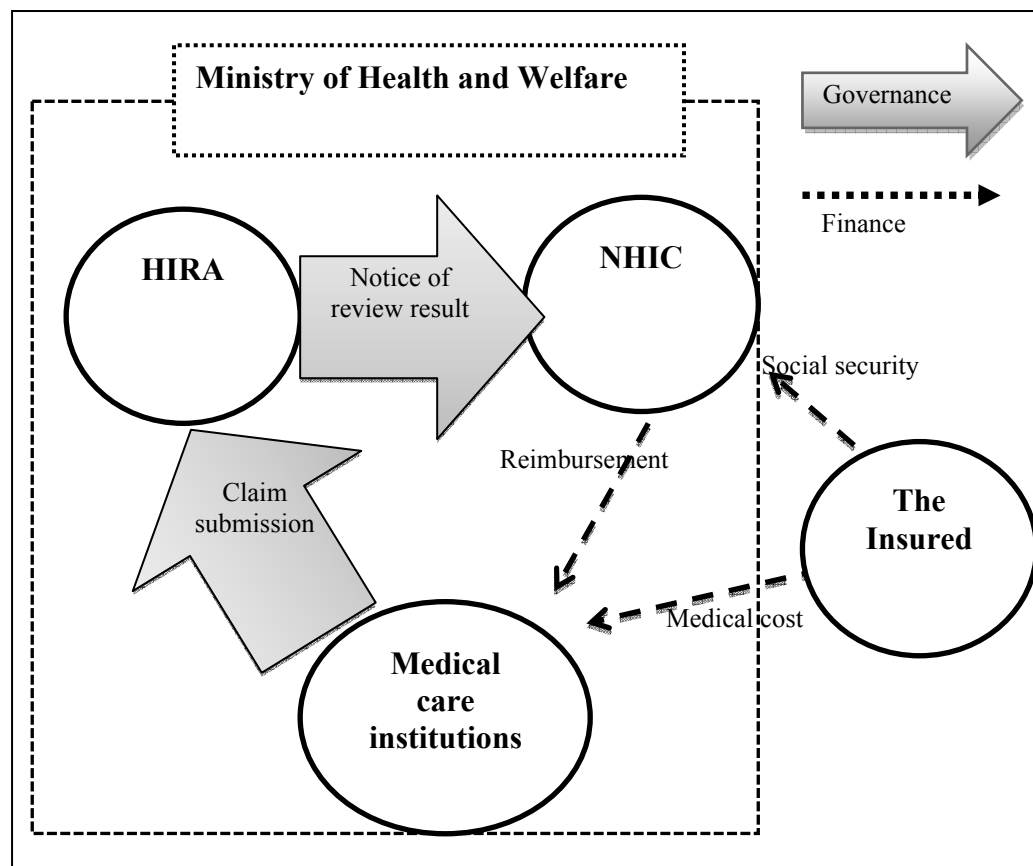 Ministry of Health and Welfare
Governance
Finance
HIRA
NHIC
Notice of
review result
Social security
Reimbursement
Claim
submission
The
Insured
Medical cost
Medical
care
institutions